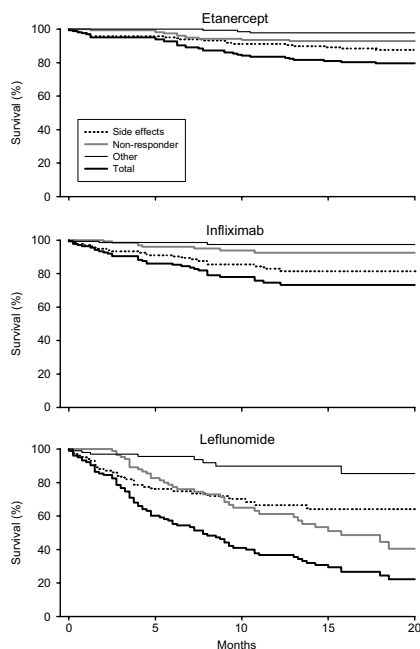 Etanercept
100
80
60
40
20
0
Survival (%)
Side effects
Non-responder
Other
Total
Infliximab
100
80
60
40
20
0
Survival (%)
Leflunomide
100
80
60
40
20
0
Survival (%)
0 5 10 15 20
Months